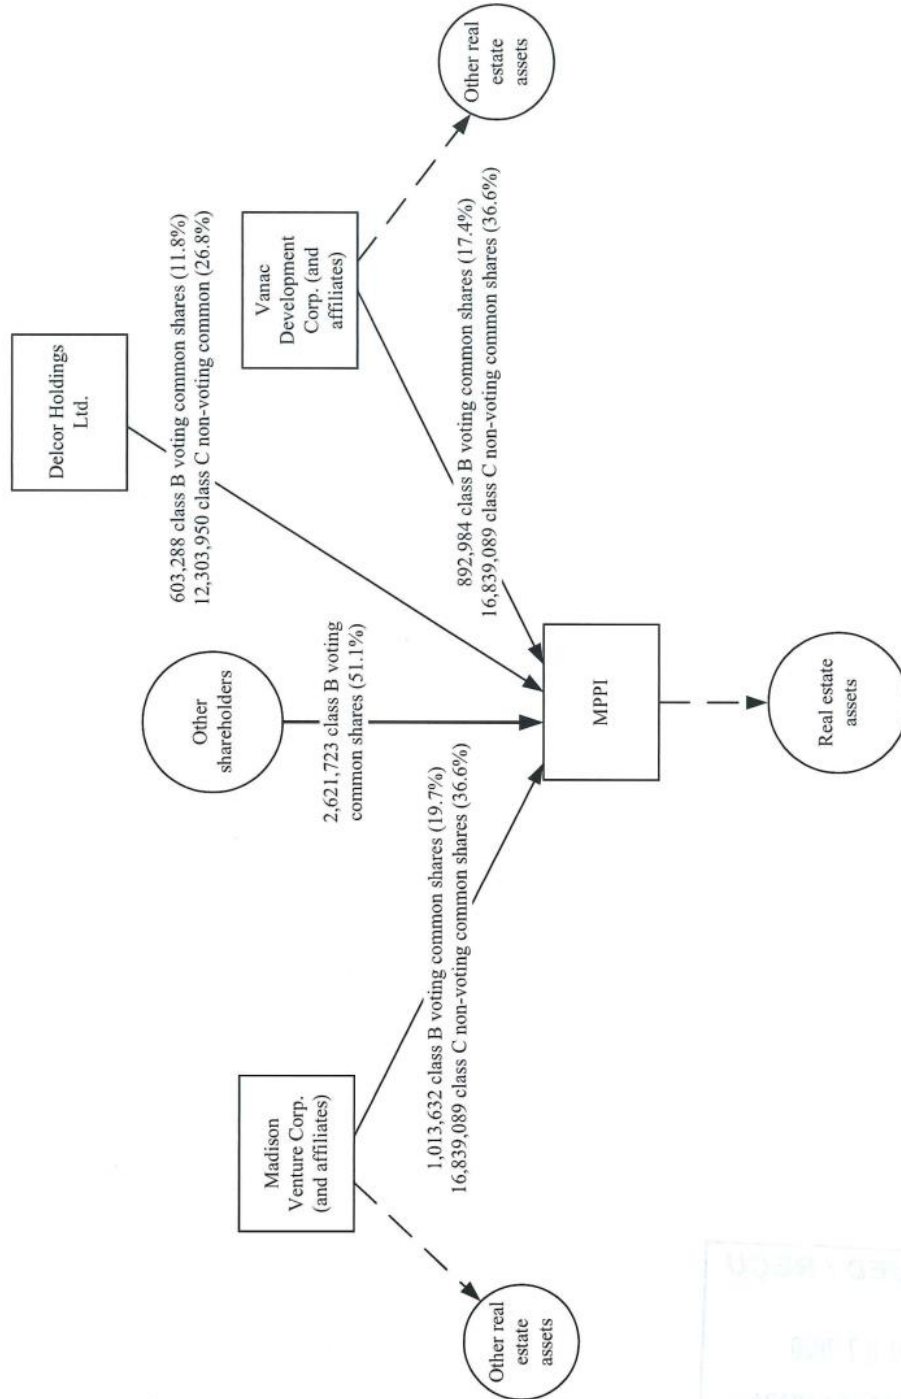 Delcor Holdings
Ltd.
603,288 class B voting common shares (11.8%)
12,303,950 class C non-voting common (26.8%)
Other
shareholders
2,621,723 class B voting
common shares (51.1%)
Madison
Venture Corp.
(and affiliates)
Vanac
Development
Corp. (and
affiliates)
1,013,632 class B voting common shares (19.7%)
16,839,089 class C non-voting common shares (36.6%)
892,984 class B voting common shares (17.4%)
16,839,089 class C non-voting common shares (36.6%)
Other real
estate
assets
MPPI
Other real
estate
assets
Real estate
assets